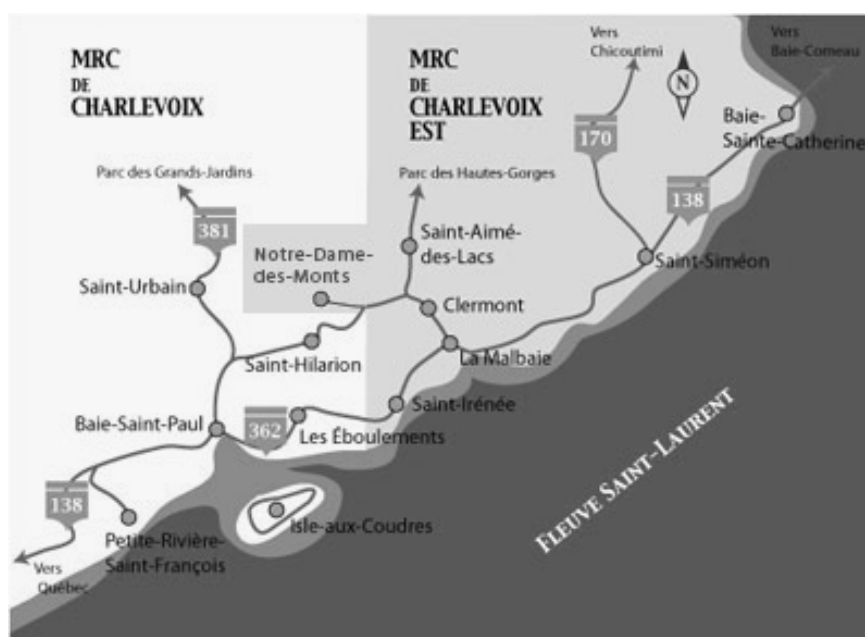 MRC
DE
CHARLEVOIX
MRC
DE
CHARLEVOIX
EST
Vers
Chicoutimi
Vers
Baie-Comeau
N
170
138
Baie-
Sainte-Catherine
Parc des Grands-Jardins
381
Parc des Hautes-Gorges
Saint-Aimé-
des-Lacs
Notre-Dame-
des-Monts
Saint-Urbain
Saint-Siméon
Clermont
Saint-Hilarion
La Malbaie
Saint-Irénée
Baie-Saint-Paul
362
Les Éboulements
138
Petite-Rivière-
Saint-François
Isle-aux-Coudres
Vers
Québec
FLEUVE SAINT-LAURENT